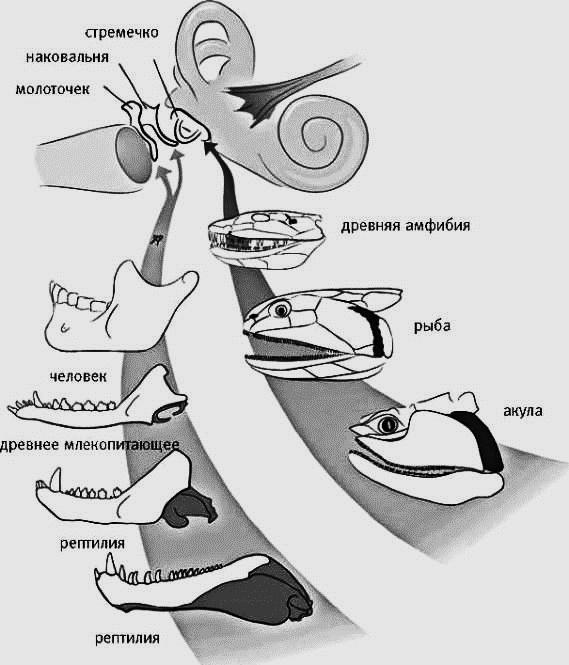 стремечко
наковальня
молоточек
древняя амфибия
рыба
человек
акула
древнее млекопитающее
рептилия
рептилия